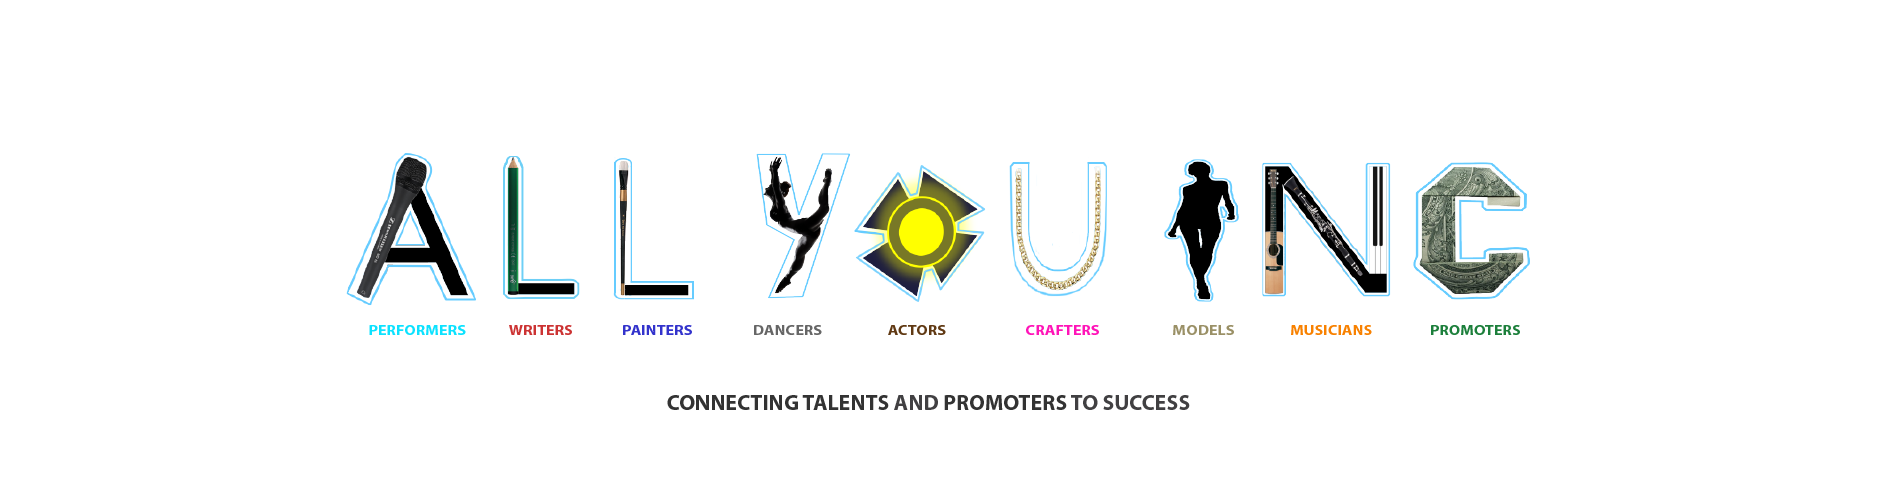 ALL YOU INC
PERFORMERS WRITERS PAINTERS DANCERS ACTORS CRAFTERS MODELS MUSICIANS PROMOTERS
CONNECTING TALENTS AND PROMOTERS TO SUCCESS